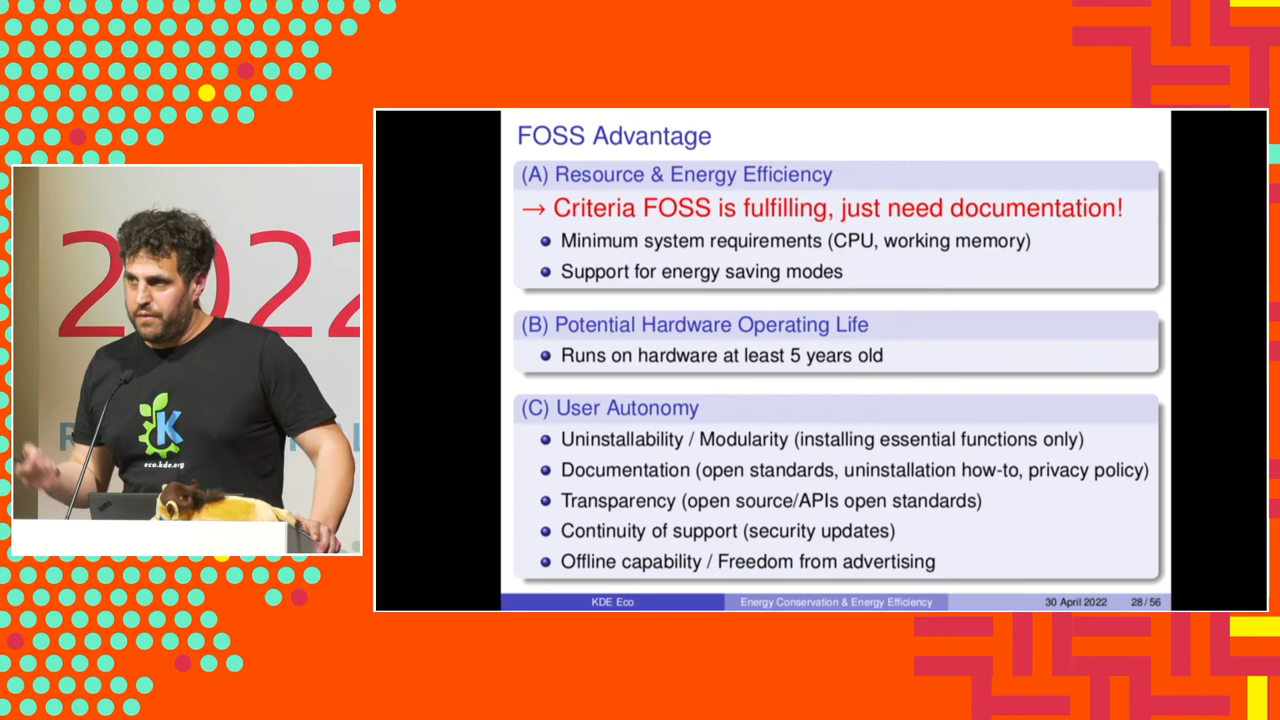 FOSS Advantage
(A) Resource & Energy Efficiency
→ Criteria FOSS is fulfilling, just need documentation!
Minimum system requirements (CPU, working memory)
Support for energy saving modes
(B) Potential Hardware Operating Life
Runs on hardware at least 5 years old
(C) User Autonomy
Uninstallability / Modularity (installing essential functions only)
Documentation (open standards, uninstallation how-to, privacy policy)
Transparency (open source/APIs open standards)
Continuity of support (security updates)
Offline capability / Freedom from advertising
KDE Eco Energy Conservation & Energy Efficiency 30 April 2022 28 / 56
2022
K
eco.kde.org